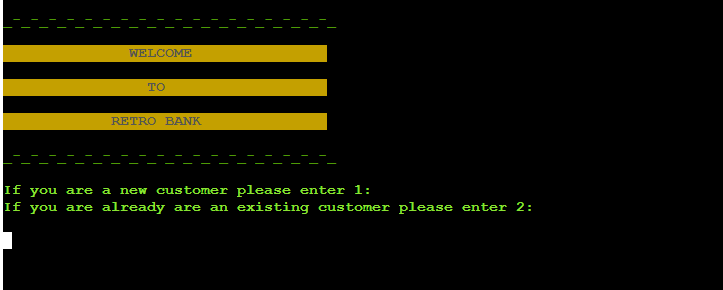 _-_-_-_-_-_-_-_-_-_-_-_-_-_-_-_-_-_-_
WELCOME
TO
RETRO BANK
_-_-_-_-_-_-_-_-_-_-_-_-_-_-_-_-_-_-_
If you are a new customer please enter 1:
If you are already are an existing customer please enter 2: